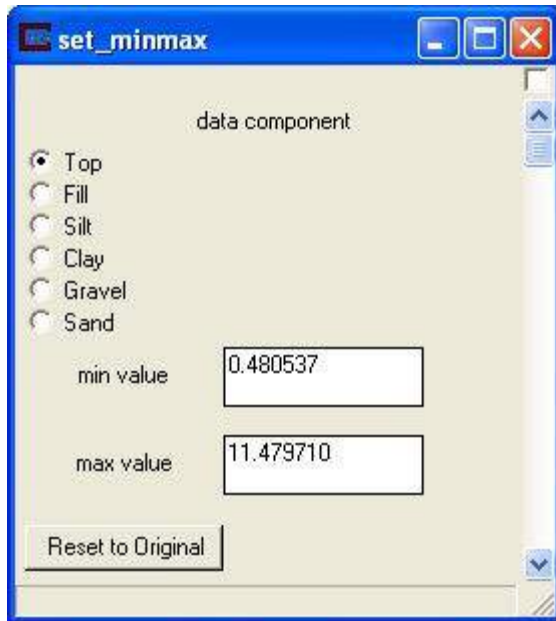 set_minmax
data component
Top
Fill
Silt
Clay
Gravel
Sand
min value 0.480537
max value 11.479710
Reset to Original